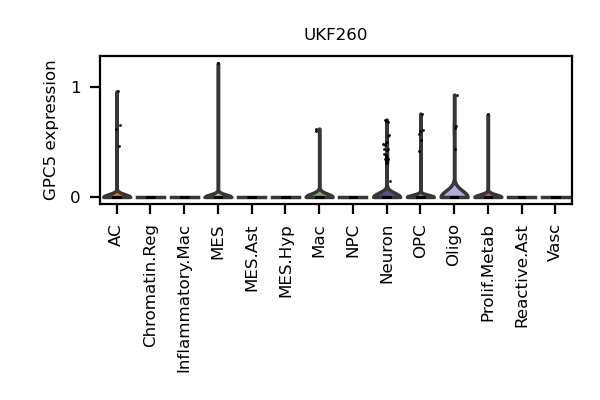 UKF260
GPC5 expression
1
0
AC
Chromatin.Reg
Inflammatory.Mac
MES
MES.Ast
MES.Hyp
Mac
NPC
Neuron
OPC
Oligo
Prolif.Metab
Reactive.Ast
Vasc